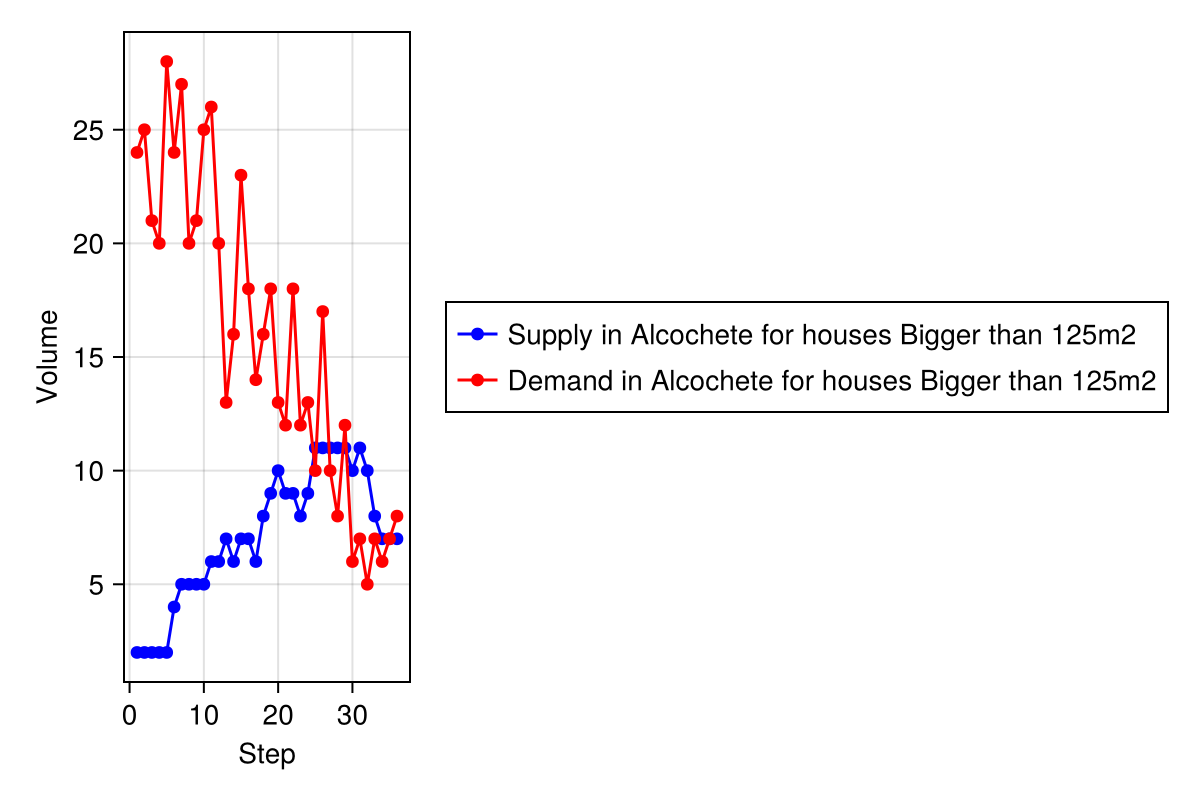 Volume
25
20
15
10
5
0 10 20 30
Step
Supply in Alcochete for houses Bigger than 125m2
Demand in Alcochete for houses Bigger than 125m2